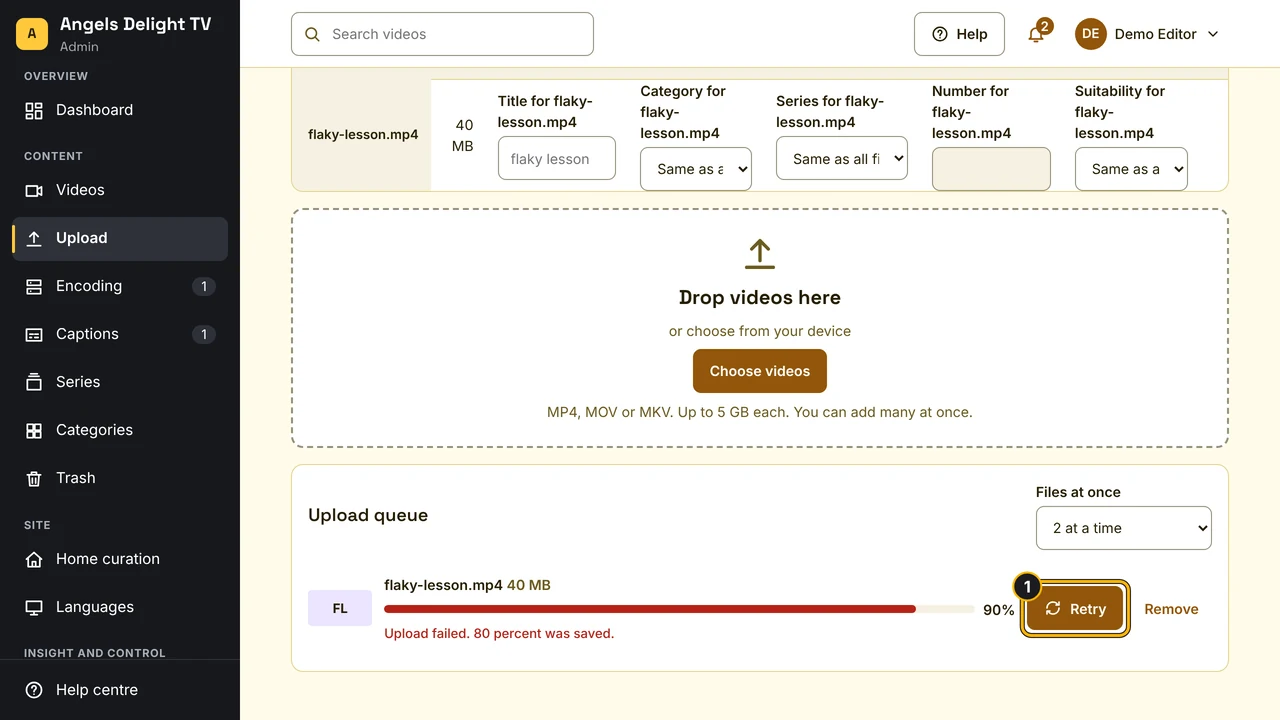 A
Angels Delight TV
Admin
OVERVIEW
Dashboard
CONTENT
Videos
Upload
Encoding 1
Captions 1
Series
Categories
Trash
SITE
Home curation
Languages
INSIGHT AND CONTROL
Help centre
Search videos
Help
2
DE
Demo Editor
flaky-lesson.mp4
40
MB
Title for flaky-
lesson.mp4
flaky lesson
Category for
flaky-
lesson.mp4
Same as a
Series for flaky-
lesson.mp4
Same as all fi
Number for
flaky-
lesson.mp4
Suitability for
flaky-
lesson.mp4
Same as a
Drop videos here
or choose from your device
Choose videos
MP4, MOV or MKV. Up to 5 GB each. You can add many at once.
Upload queue
Files at once
2 at a time
FL
flaky-lesson.mp4 40 MB
90%
Upload failed. 80 percent was saved.
1
Retry
Remove